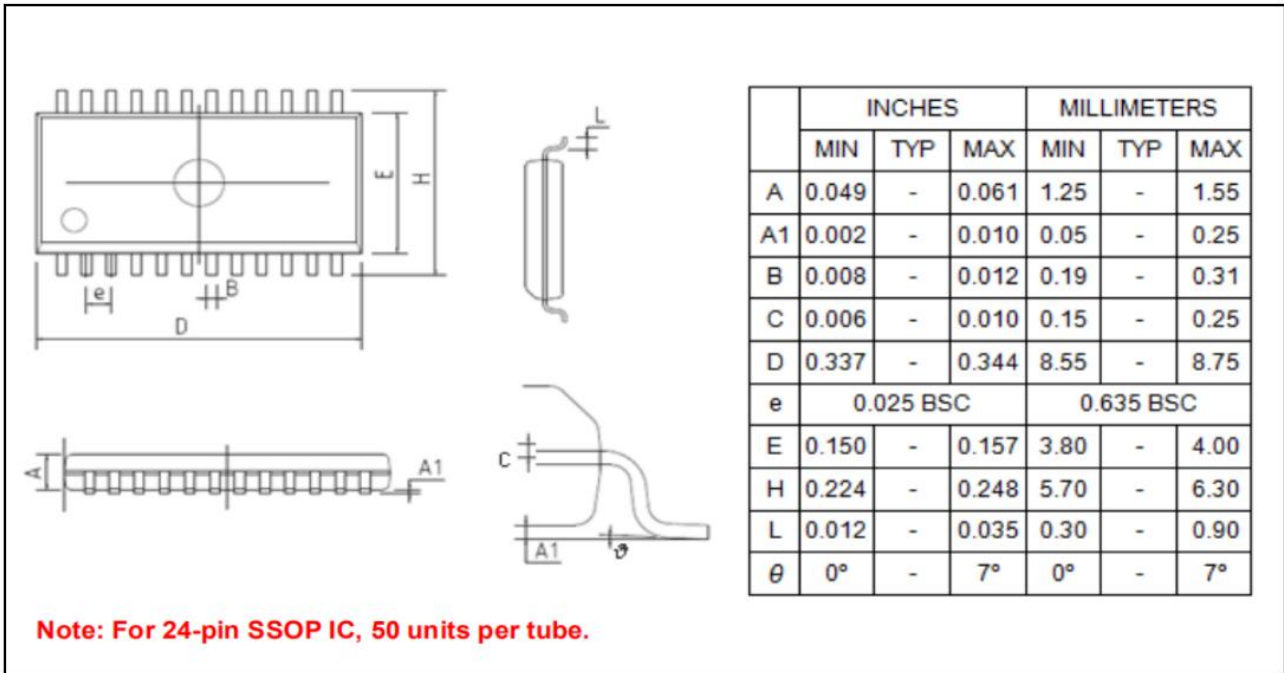 L
E
H
e
B
D
A
A1
C
A1
ϑ
INCHES MILLIMETERS
MIN TYP MAX MIN TYP MAX
A 0.049 - 0.061 1.25 - 1.55
A1 0.002 - 0.010 0.05 - 0.25
B 0.008 - 0.012 0.19 - 0.31
C 0.006 - 0.010 0.15 - 0.25
D 0.337 - 0.344 8.55 - 8.75
e 0.025 BSC 0.635 BSC
E 0.150 - 0.157 3.80 - 4.00
H 0.224 - 0.248 5.70 - 6.30
L 0.012 - 0.035 0.30 - 0.90
θ 0° - 7° 0° - 7°
Note: For 24-pin SSOP IC, 50 units per tube.